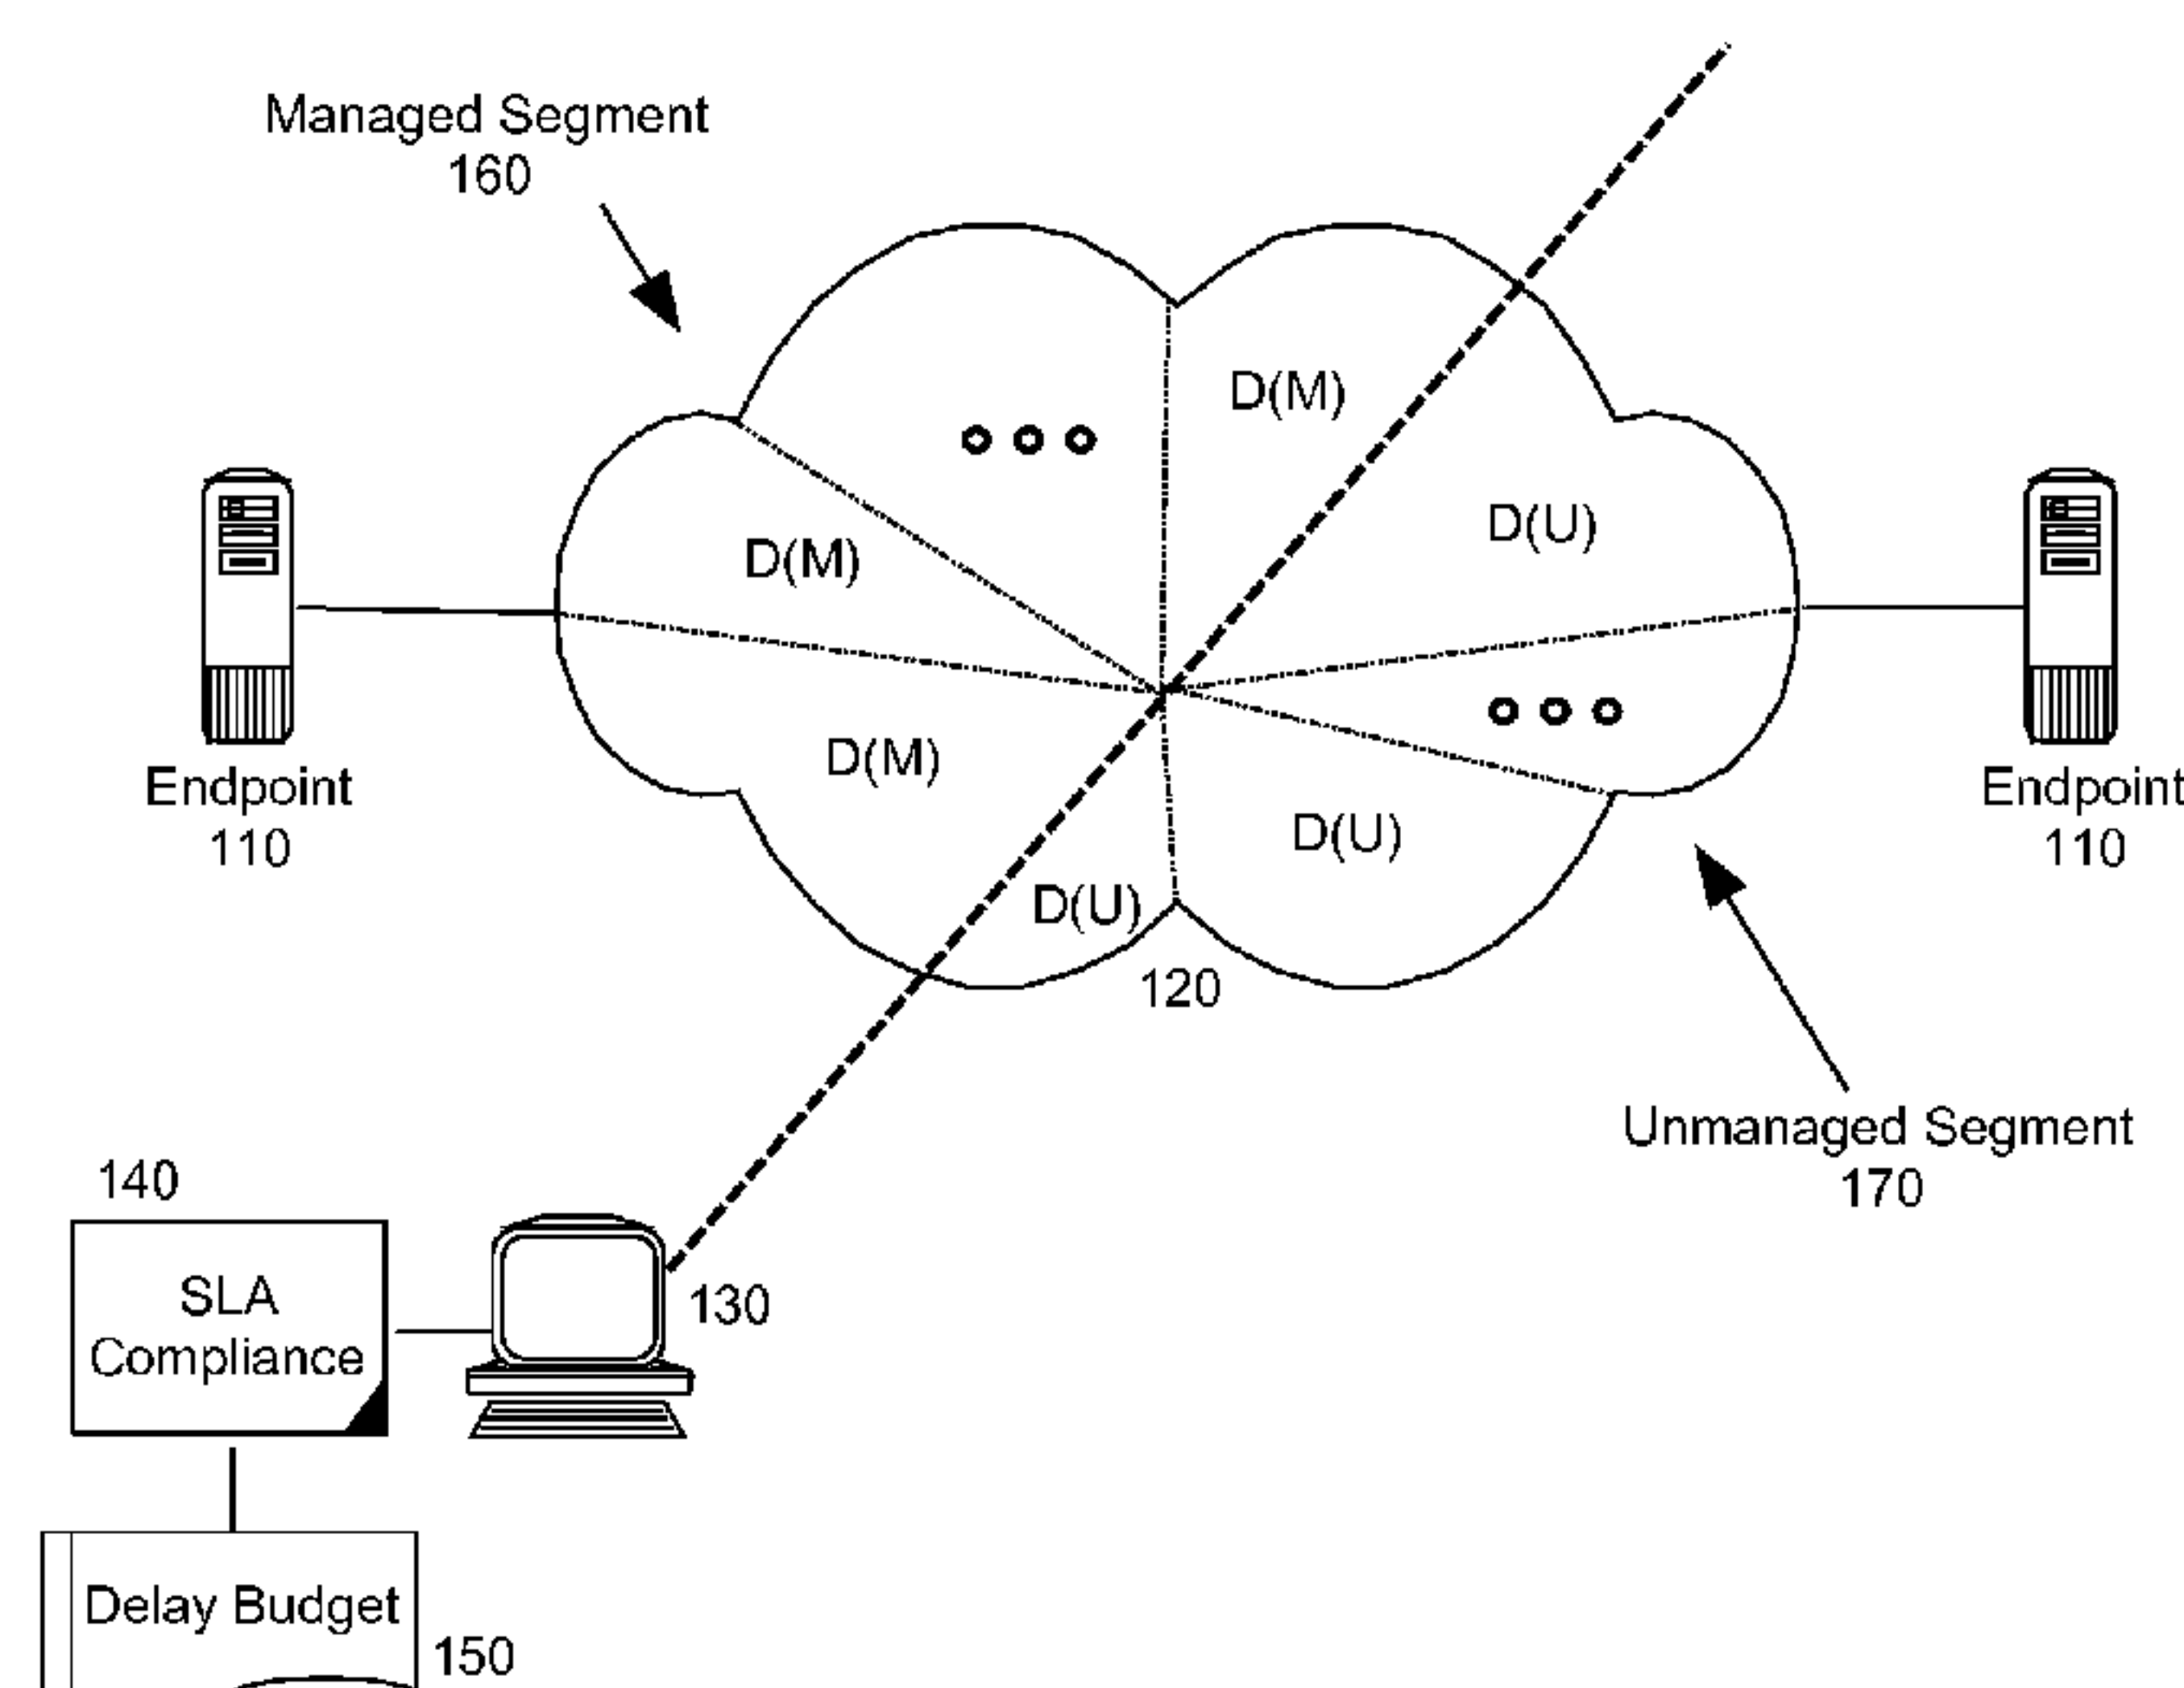 Managed Segment
160
D(M)
D(U)
D(M)
D(M)
D(U)
D(U)
120
Endpoint
110
Endpoint
110
Unmanaged Segment
170
140
SLA
Compliance
130
Delay Budget
150